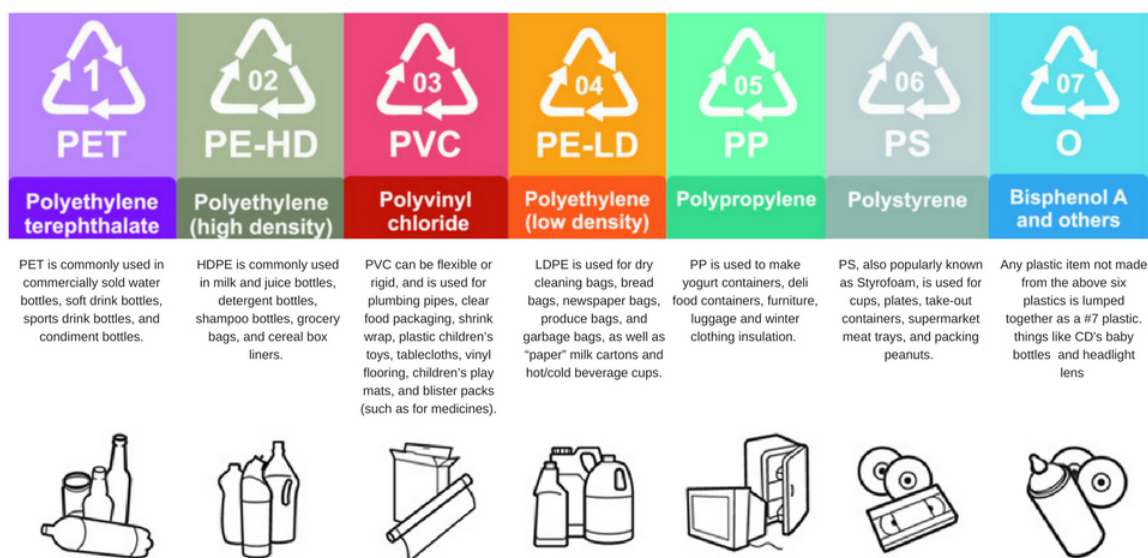 1
PET
Polyethylene
terephthalate
PET is commonly used in
commercially sold water
bottles, soft drink bottles,
sports drink bottles, and
condiment bottles.
02
PE-HD
Polyethylene
(high density)
HDPE is commonly used
in milk and juice bottles,
detergent bottles,
shampoo bottles, grocery
bags, and cereal box
liners.
03
PVC
Polyvinyl
chloride
PVC can be flexible or
rigid, and is used for
plumbing pipes, clear
food packaging, shrink
wrap, plastic children's
toys, tablecloths, vinyl
flooring, children's play
mats, and blister packs
(such as for medicines).
04
PE-LD
Polyethylene
(low density)
LDPE is used for dry
cleaning bags, bread
bags, newspaper bags,
produce bags, and
garbage bags, as well as
“paper” milk cartons and
hot/cold beverage cups.
05
PP
Polypropylene
PP is used to make
yogurt containers, deli
food containers, furniture,
luggage and winter
clothing insulation.
06
PS
Polystyrene
PS, also popularly known
as Styrofoam, is used for
cups, plates, take-out
containers, supermarket
meat trays, and packing
peanuts.
07
O
Bisphenol A
and others
Any plastic item not made
from the above six
plastics is lumped
together as a #7 plastic.
things like CD's baby
bottles and headlight
lens